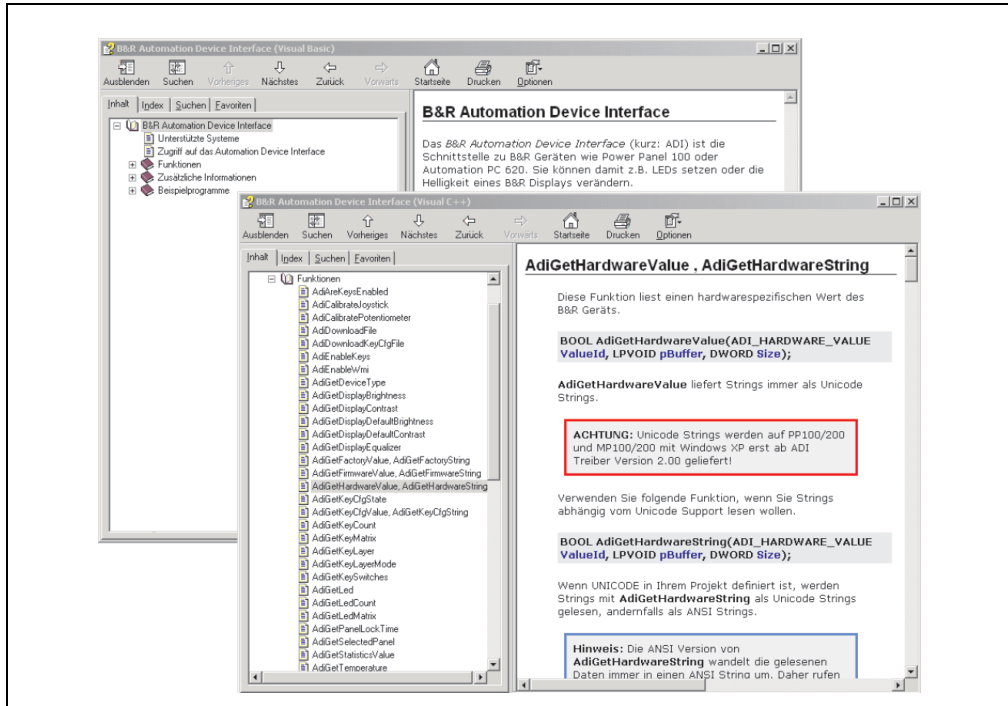 B&R Automation Device Interface (Visual Basic)
Ausblenden Suchen Vorheriges Nächstes Zurück Vorwärts Startseite Drucken Optionen
Inhalt Index Suchen Favoriten
B&R Automation Device Interface
Unterstützte Systeme
Zugriff auf das Automation Device Interface
Funktionen
Zusätzliche Informationen
Beispielprogramme
B&R Automation Device Interface
Das B&R Automation Device Interface (kurz: ADI) ist die
Schnittstelle zu B&R Geräten wie Power Panel 100 oder
Automation PC 620. Sie können damit z.B. LEDs setzen oder die
Helligkeit eines B&R Displays verändern.
B&R Automation Device Interface (Visual C++)
Ausblenden Suchen Vorheriges Nächstes Zurück Vorwärts Startseite Drucken Optionen
Inhalt Index Suchen Favoriten
Funktionen
AdiAreKeysEnabled
AdiCalibrateJoystick
AdiCalibratePotentiometer
AdiDownloadFile
AdiDownloadKeyCfgFile
AdiEnableKeys
AdiEnableWmi
AdiGetDeviceType
AdiGetDisplayBrightness
AdiGetDisplayContrast
AdiGetDisplayDefaultBrightness
AdiGetDisplayDefaultContrast
AdiGetDisplayEqualizer
AdiGetFactoryValue, AdiGetFactoryString
AdiGetFirmwareValue, AdiGetFirmwareString
AdiGetHardwareValue, AdiGetHardwareString
AdiGetKeyCfgState
AdiGetKeyCfgValue, AdiGetKeyCfgString
AdiGetKeyCount
AdiGetKeyMatrix
AdiGetKeyLayer
AdiGetKeyLayerMode
AdiGetKeySwitches
AdiGetLed
AdiGetLedCount
AdiGetLedMatrix
AdiGetPanelLockTime
AdiGetSelectedPanel
AdiGetStatisticsValue
AdiGetTemperature
AdiGetHardwareValue , AdiGetHardwareString
Diese Funktion liest einen hardwarespezifischen Wert des
B&R Geräts.
BOOL AdiGetHardwareValue(ADI_HARDWARE_VALUE
ValueId, LPVOID pBuffer, DWORD Size);
AdiGetHardwareValue liefert Strings immer als Unicode
Strings.
ACHTUNG: Unicode Strings werden auf PP100/200
und MP100/200 mit Windows XP erst ab ADI
Treiber Version 2.00 geliefert!
Verwenden Sie folgende Funktion, wenn Sie Strings
abhängig vom Unicode Support lesen wollen.
BOOL AdiGetHardwareString(ADI_HARDWARE_VALUE
ValueId, LPVOID pBuffer, DWORD Size);
Wenn UNICODE in Ihrem Projekt definiert ist, werden
Strings mit AdiGetHardwareString als Unicode Strings
gelesen, andernfalls als ANSI Strings.
Hinweis: Die ANSI Version von
AdiGetHardwareString wandelt die gelesenen
Daten immer in einen ANSI String um. Daher rufen